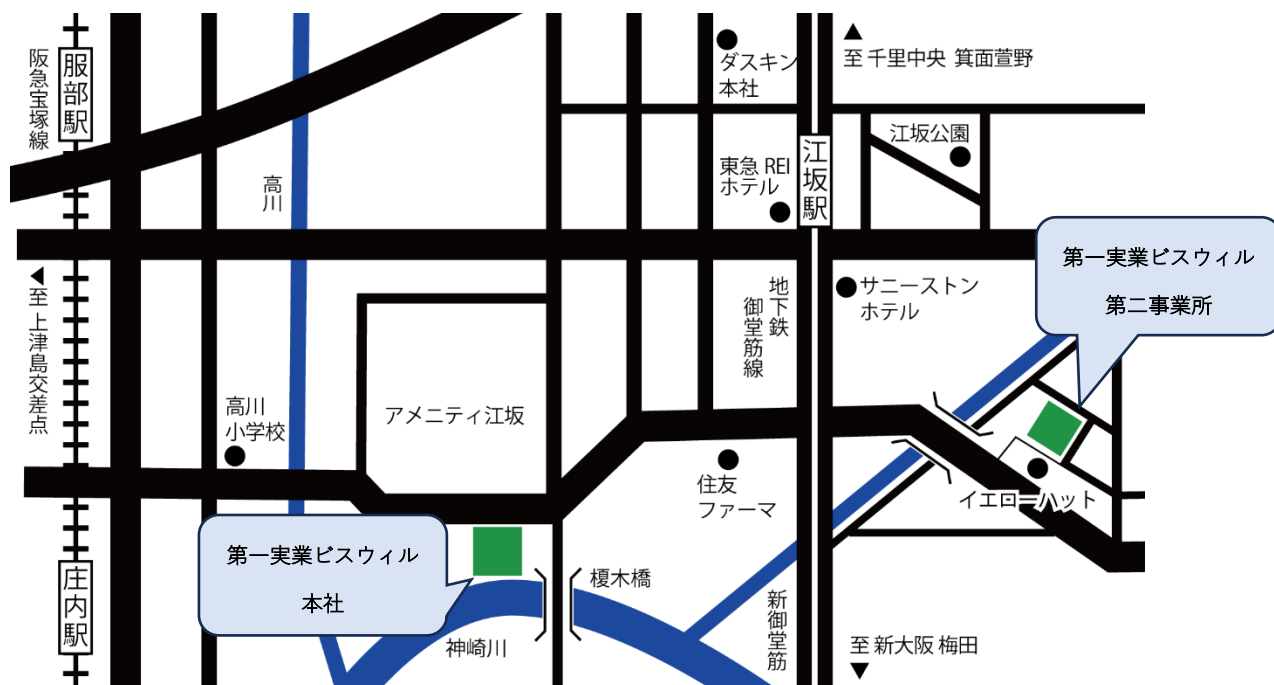 阪急宝塚線
服部駅
ダスキン
本社
至 千里中央 箕面萱野
江坂公園
江坂駅
東急 REI
ホテル
高川
第一実業ビスウィル
第二事業所
至 上津島交差点
地下鉄
御堂筋線
サニーストン
ホテル
高川
小学校
アメニティ江坂
住友
ファーマ
イエローハット
第一実業ビスウィル
本社
庄内駅
榎木橋
神崎川
新御堂筋
至 新大阪 梅田